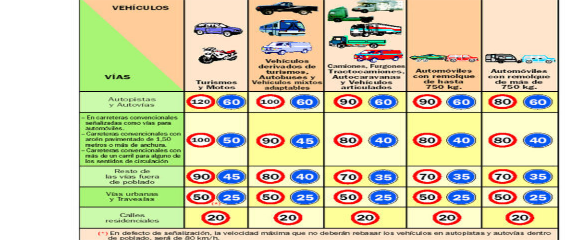 VEHÍCULOS
VÍAS
Turismos
y Motos
Vehículos
derivados de
turismos,
Autobuses y
Vehículos mixtos
adaptables
Camiones, Furgones
Tractocamiones,
Autocaravanas
y Vehículos
articulados
Automóviles
con remolque
de hasta
750 kg.
Automóviles
con remolque
de más de
750 kg.
Autopistas
y Autovías
120 60 100 60 90 60 90 60 80 60
- En carreteras convencionales
señalizadas como vías para
automóviles.
- Carreteras convencionales con
arcén pavimentado de 1,50
metros o más de anchura.
- Carreteras convencionales con
más de un carril para alguno de
los sentidos de circulación
100 50 90 45 80 40 80 40 80 40
Resto de
las vías fuera
de poblado
90 45 80 40 70 35 70 35 70 35
Vías urbanas
y Travesías
50 25 50 25 50 25 50 25 50 25
Calles
residenciales
20 20 20 20 20
(*) En defecto de señalización, la velocidad máxima que no deberán rebasar los vehículos en autopistas y autovías dentro
de poblado, será de 80 km/h.